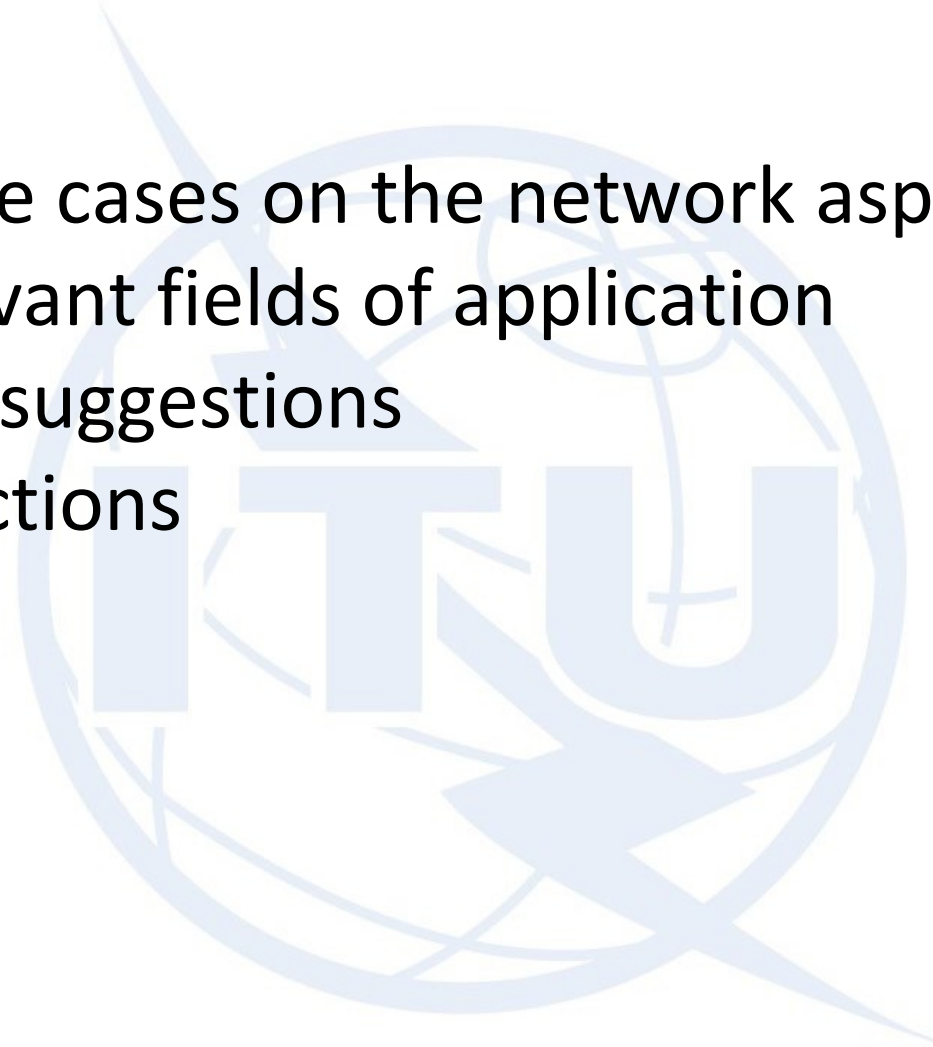 e cases on the network asp
vant fields of application
suggestions
ctions
ITU